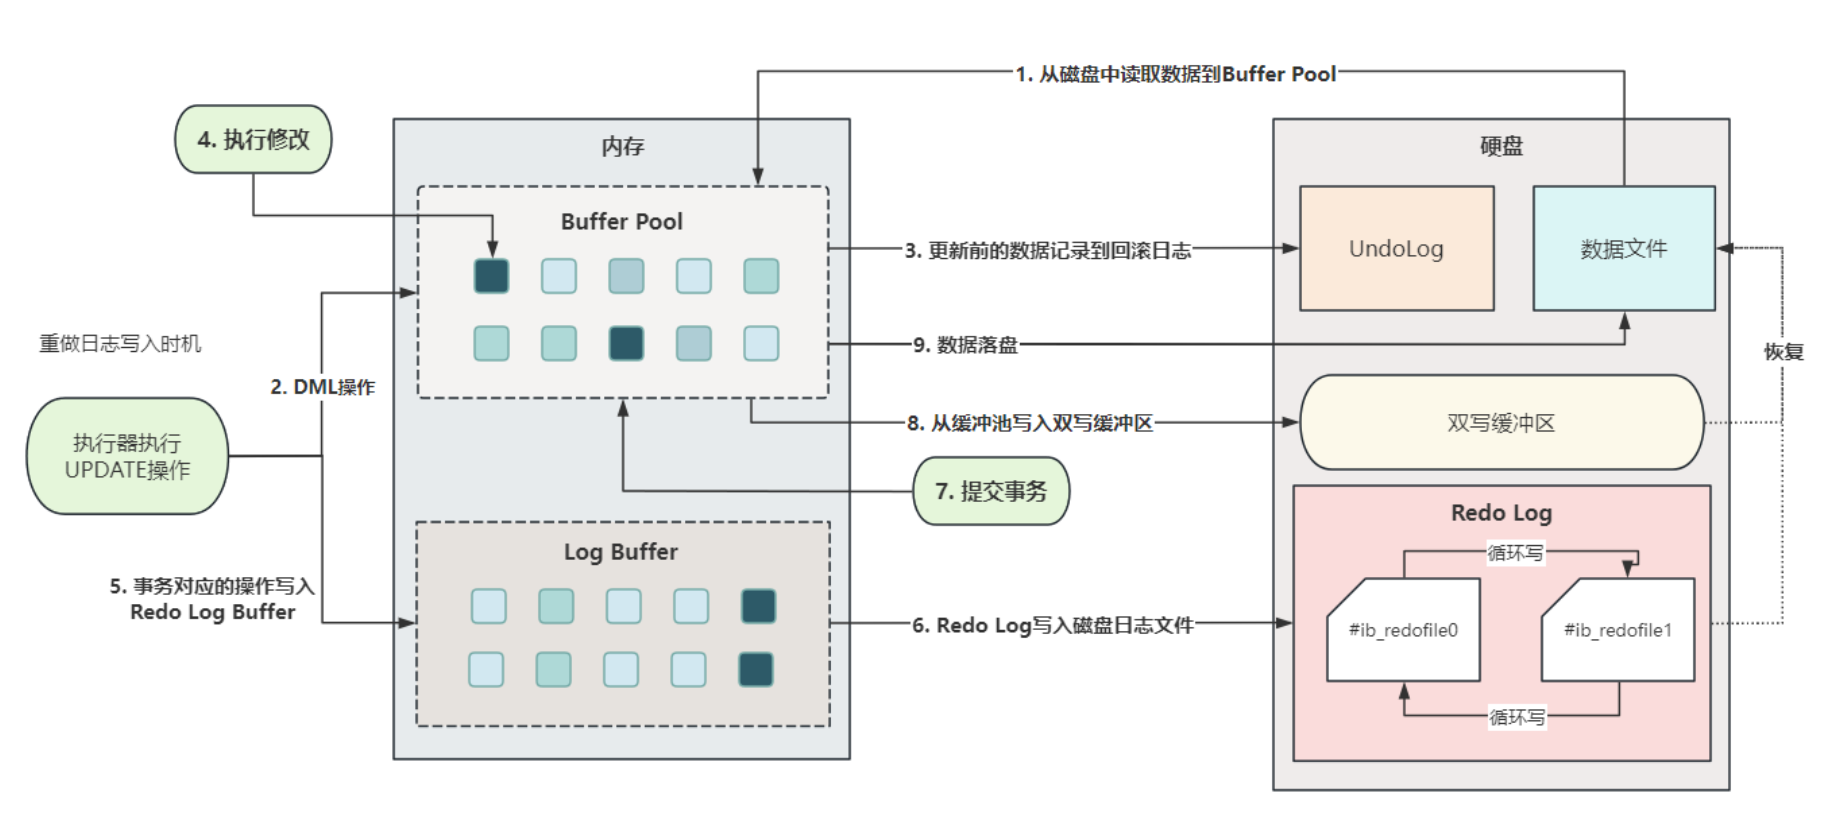 1. 从磁盘中读取数据到Buffer Pool
4. 执行修改
内存
硬盘
Buffer Pool
3. 更新前的数据记录到回滚日志
UndoLog
数据文件
重做日志写入时机
9. 数据落盘
恢复
2. DML操作
8. 从缓冲池写入双写缓冲区
双写缓冲区
执行器执行
UPDATE操作
7. 提交事务
Redo Log
Log Buffer
循环写
5. 事务对应的操作写入
Redo Log Buffer
6. Redo Log写入磁盘日志文件
#ib_redofile0
#ib_redofile1
循环写